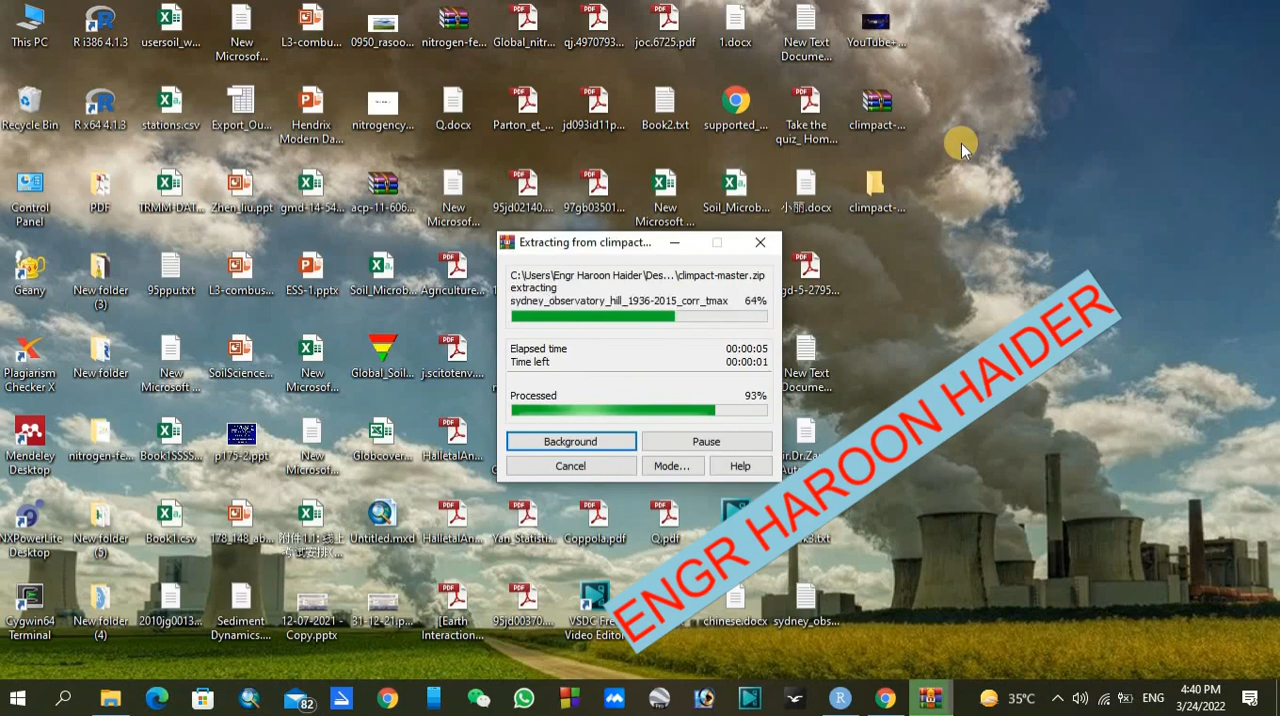 This PC
R i386 4.1.3
usersoil_w...
New
Microsof...
L3-combu...
0950_rasoo...
nitrogen-fe...
Global_nitr...
qj.4970793...
joc.6725.pdf
1.docx
New Text
Docume...
YouTube+...
Recycle Bin
R x64 4.1.3
stations.csv
Export_Ou...
Hendrix
Modern Da...
nitrogency...
Q.docx
Parton_et_...
jd093id11p...
Book2.txt
supported_...
Take the
quiz_ Hom...
climpact-...
Control
Panel
PDF
TRMM-DAT...
Zhen_liu.ppt
gmd-14-54...
acp-11-606...
New
Microsof...
95jd02140....
97gb03501...
New
Microsoft ...
Soil_Microb...
小丽.docx
climpact-...
Geany
New folder
(3)
95ppu.txt
L3-combus...
ESS-1.pptx
Soil_Microb...
Agriculture...
gd-5-2795...
Plagiarism
Checker X
New folder
New
Microsoft ...
SoilScience...
New
Microsof...
Global_Soil...
j.scitotenv...
New Text
Docume...
Mendeley
Desktop
nitrogen-fe...
Book1SSSS...
p175-2.ppt
New
Microsof...
Globcover...
HalletalAn...
NXPowerLite
Desktop
New folder
(5)
Book1.csv
178_148_ab...
附件 1.1: 线上
Untitled.mxd
HalletalAn...
Yan_Statisti...
Coppola.pdf
Q.pdf
Cygwin64
Terminal
New folder
(4)
2010jg0013...
Sediment
Dynamics....
12-07-2021 -
Copy.pptx
31-12-21ip...
[Earth
Interaction...
95jd00370....
VSDC Free
Video Editor
chinese.docx
sydney_obs...
Extracting from climpact...
C:\Users\Engr Haroon Haider\Des...\climpact-master.zip
extracting
sydney_observatory_hill_1936-2015_corr_tmax 64%
Elapsed time 00:00:05
Time left 00:00:01
Processed 93%
Background Pause
Cancel Mode... Help
ENGR HAROON HAIDER
82
35°C
ENG
4:40 PM
3/24/2022